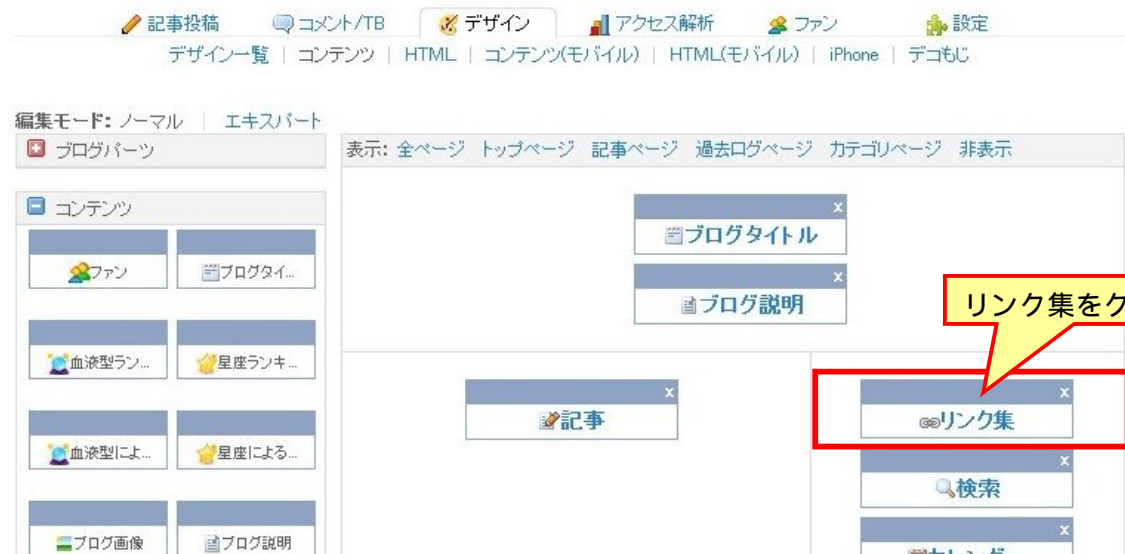 記事投稿 コメント/TB デザイン アクセス解析 ファン 設定
デザイン一覧 | コンテンツ | HTML | コンテンツ(モバイル) | HTML(モバイル) | iPhone | デコもじ
編集モード: ノーマル | エキスパート
ブログパーツ
表示: 全ページ トップページ 記事ページ 過去ログページ カテゴリページ 非表示
コンテンツ
ファン ブログタイ...
血液型ラン... 星座ランキ...
血液型によ... 星座による...
ブログ画像 ブログ説明
ブログタイトル
ブログ説明
リンク集をク
記事
リンク集
検索